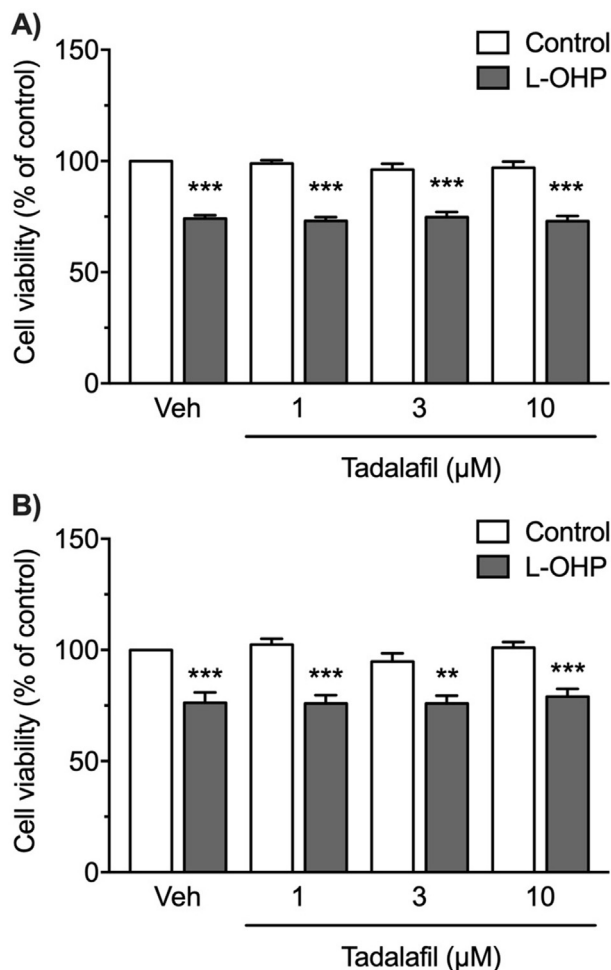 A)
Cell viability (% of control)
150
100
50
0
Control
L-OHP
*** *** *** ***
Veh 1 3 10
Tadalafil (µM)
B)
Cell viability (% of control)
150
100
50
0
Control
L-OHP
*** *** ** ***
Veh 1 3 10
Tadalafil (µM)